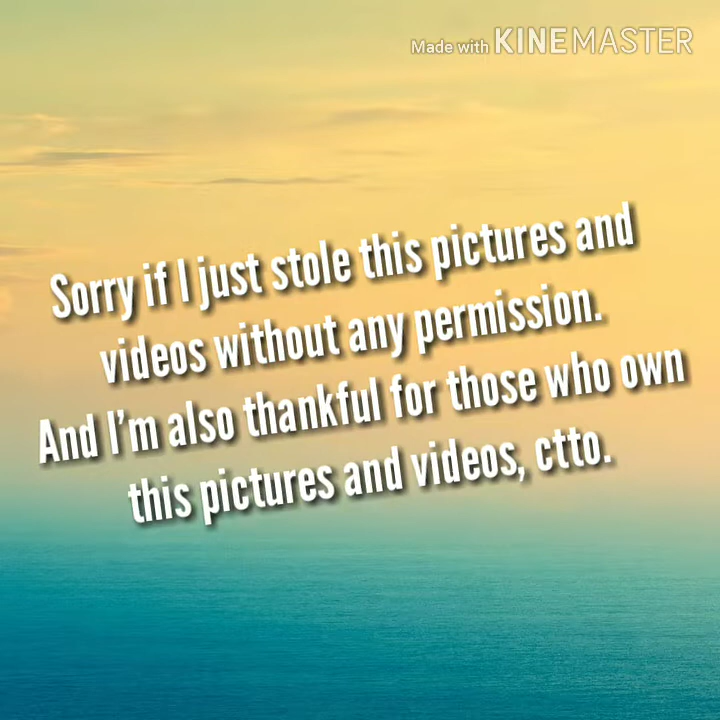 Made with KINEMASTER
Sorry if I just stole this pictures and
videos without any permission.
And I'm also thankful for those who own
this pictures and videos, ctto.